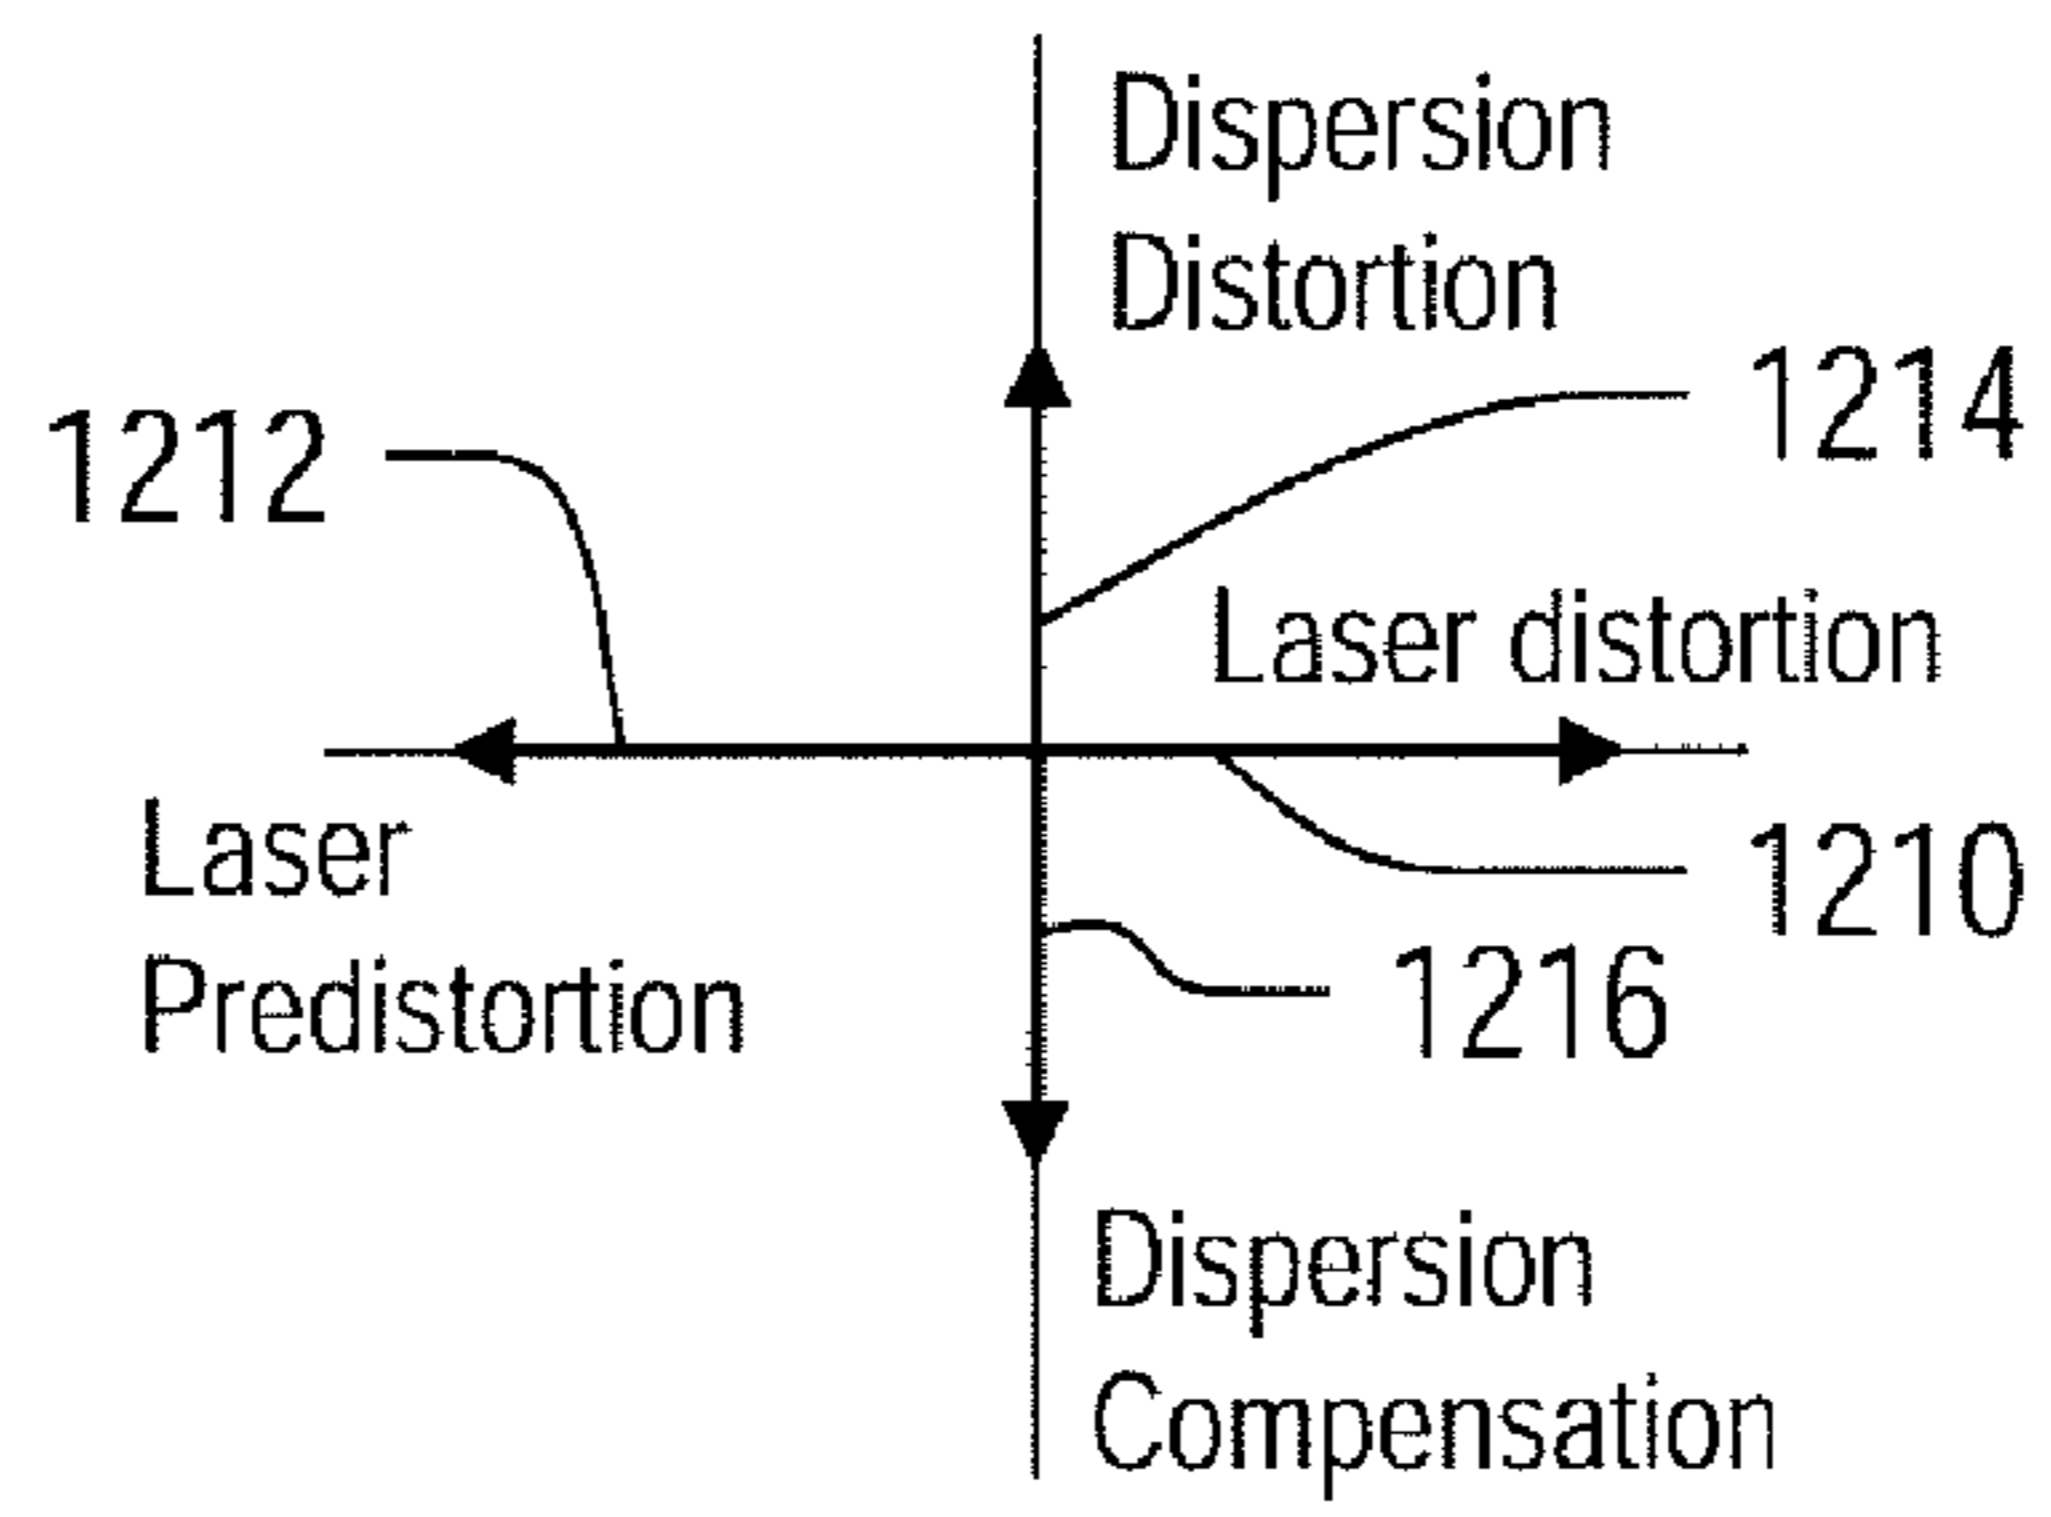 Dispersion
Distortion
1214
1212
Laser distortion
Laser
Predistortion
1210
1216
Dispersion
Compensation